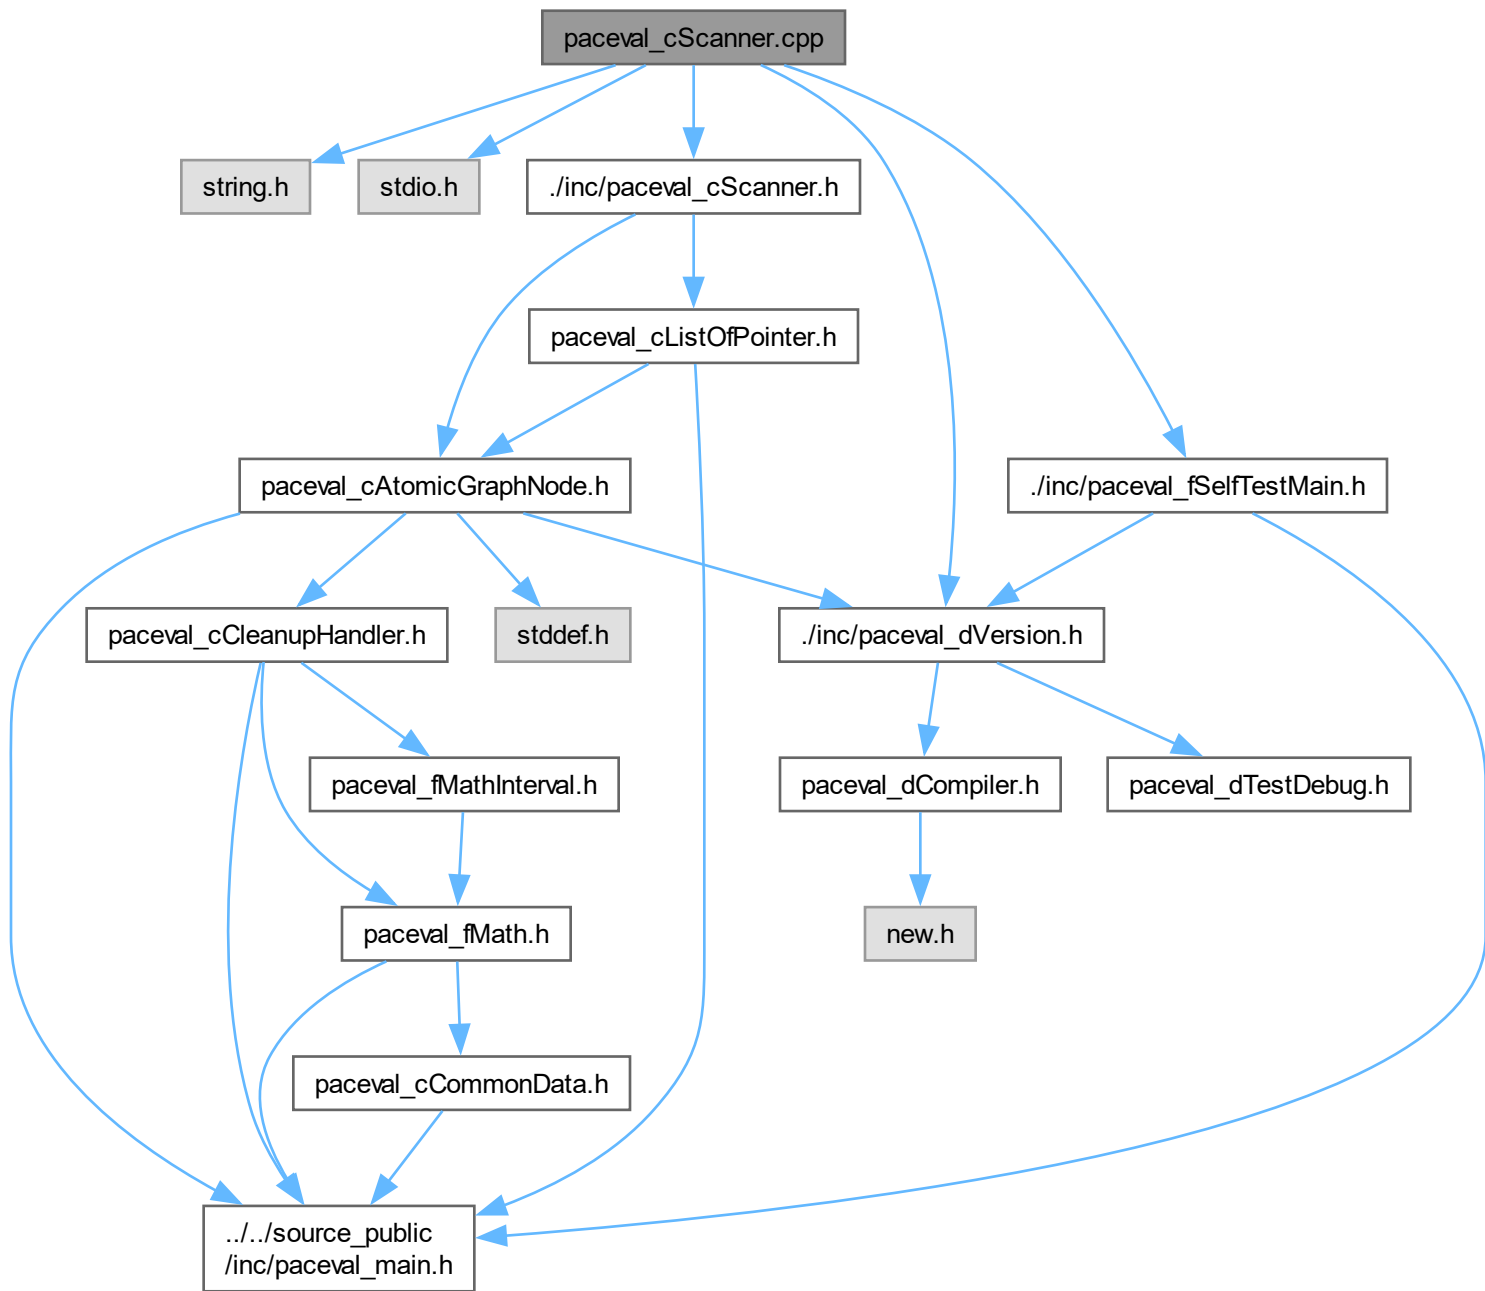 paceval_cScanner.cpp
string.h
stdio.h
./inc/paceval_cScanner.h
paceval_cListOfPointer.h
paceval_cAtomicGraphNode.h
./inc/paceval_fSelfTestMain.h
paceval_cCleanupHandler.h
stddef.h
./inc/paceval_dVersion.h
paceval_fMathInterval.h
paceval_dCompiler.h
paceval_dTestDebug.h
paceval_fMath.h
new.h
paceval_cCommonData.h
../../source_public
/inc/paceval_main.h